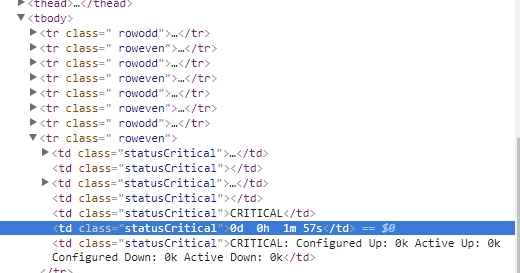 ▶<thead>…</thead>
▼<tbody>
▶<tr class=" rowodd">…</tr>
▶<tr class=" roweven">…</tr>
▶<tr class=" rowodd">…</tr>
▶<tr class=" roweven">…</tr>
▶<tr class=" rowodd">…</tr>
▶<tr class=" roweven">…</tr>
▶<tr class=" rowodd">…</tr>
▼<tr class=" roweven">
▶<td class="statusCritical">…</td>
<td class="statusCritical"></td>
▶<td class="statusCritical">…</td>
<td class="statusCritical"></td>
<td class="statusCritical">CRITICAL</td>
<td class="statusCritical">0d  0h  1m 57s</td> == $0
<td class="statusCritical">CRITICAL: Configured Up: 0k Active Up: 0k
Configured Down: 0k Active Down: 0k</td>
</tr>